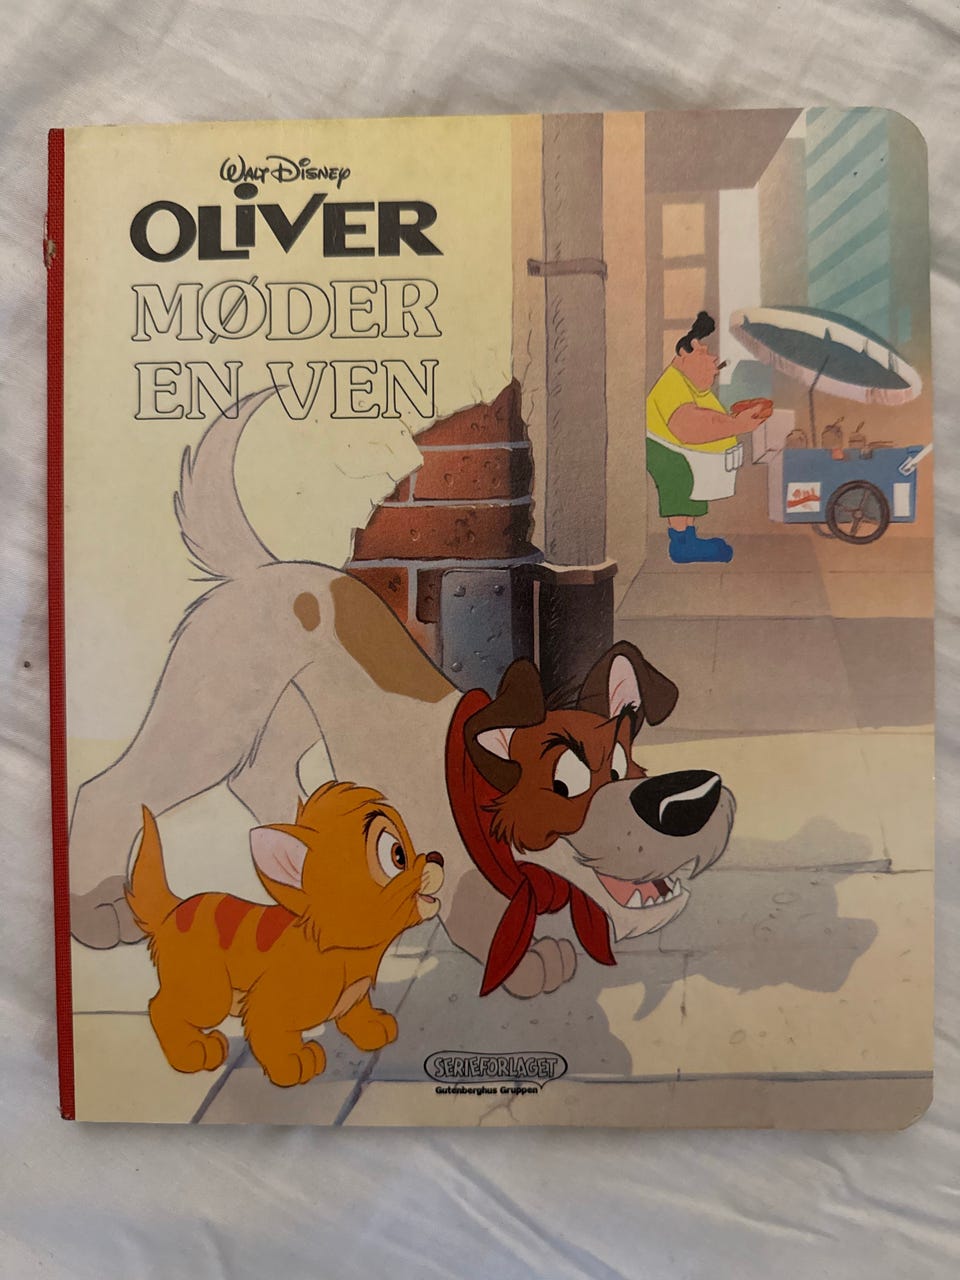 WALT DISNEY
OLiVER
MØDER
EN VEN
SERIEFORLAGET
Gutenberghus Gruppen